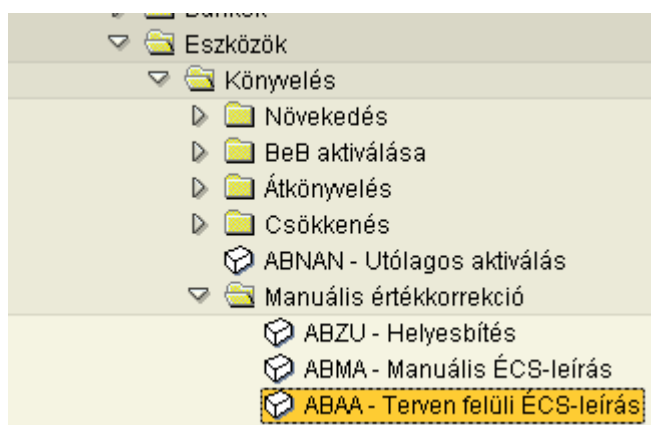 Eszközök
Könyvelés
Növekedés
BeB aktiválása
Átkönyvelés
Csökkenés
ABNAN - Utólagos aktiválás
Manuális értékkorrekció
ABZU - Helyesbítés
ABMA - Manuális ÉCS-leírás
ABAA - Terven felüli ÉCS-leírás